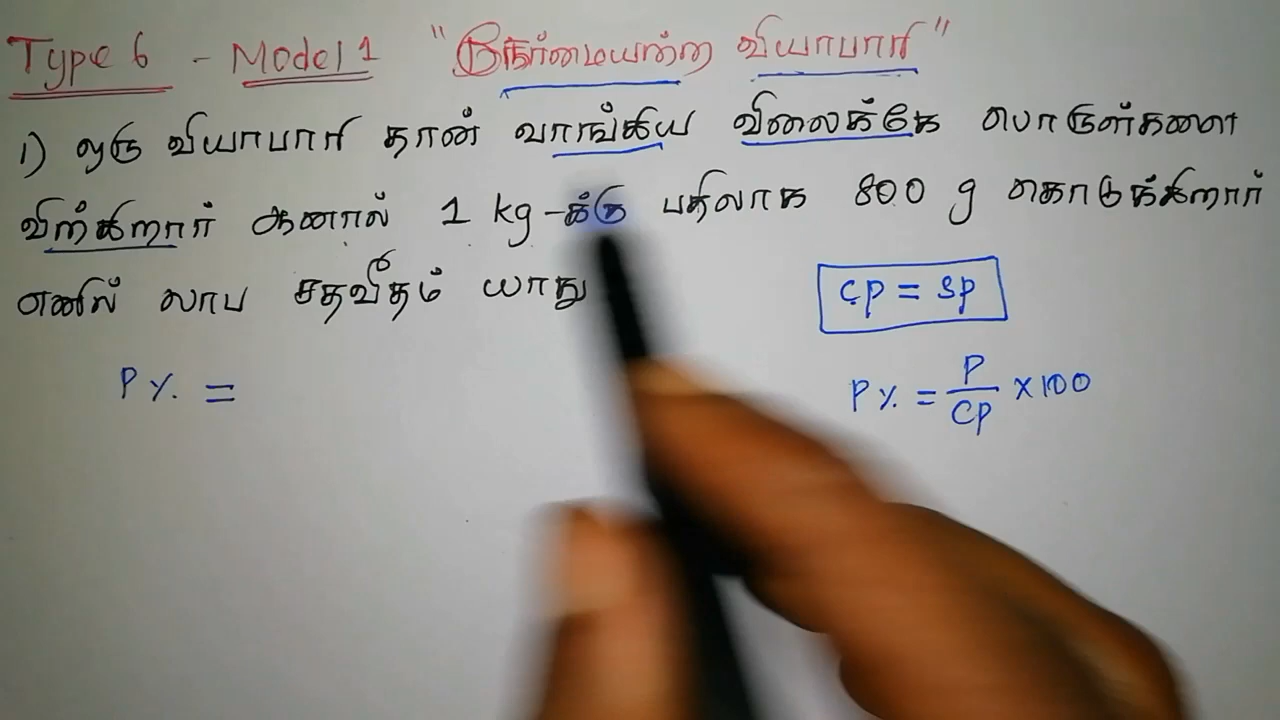 Type 6 - Model 1 "நேர்மையற்ற வியாபாரி"
1) ஒரு வியாபாரி தான் வாங்கிய விலைக்கே பொருள்களை
விற்கிறார் ஆனால் 1 kg-க்கு பதிலாக 800 g கொடுக்கிறார்
எனில் லாப சதவீதம் யாது
CP = SP
P % =
P % = P/CP × 100